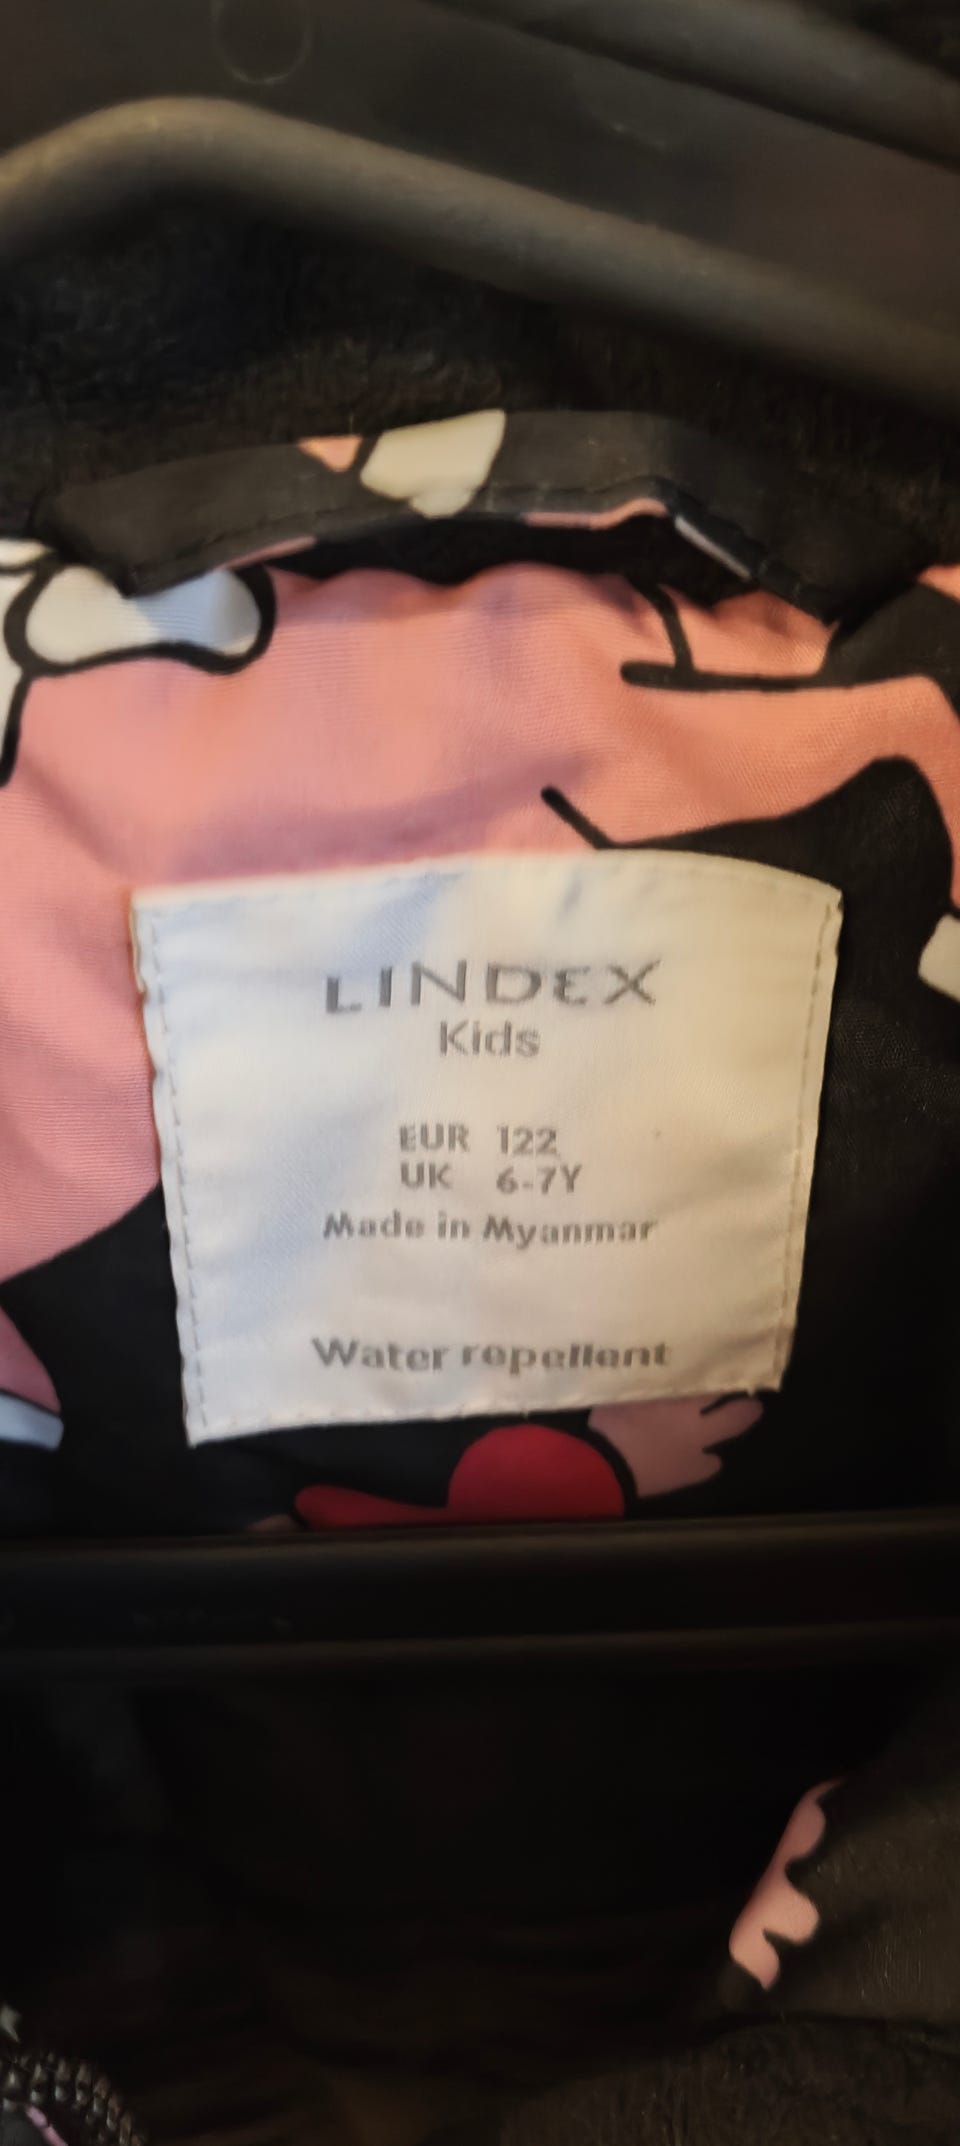 LINDEX
Kids
EUR 122
UK 6-7Y
Made in Myanmar
Water repellent